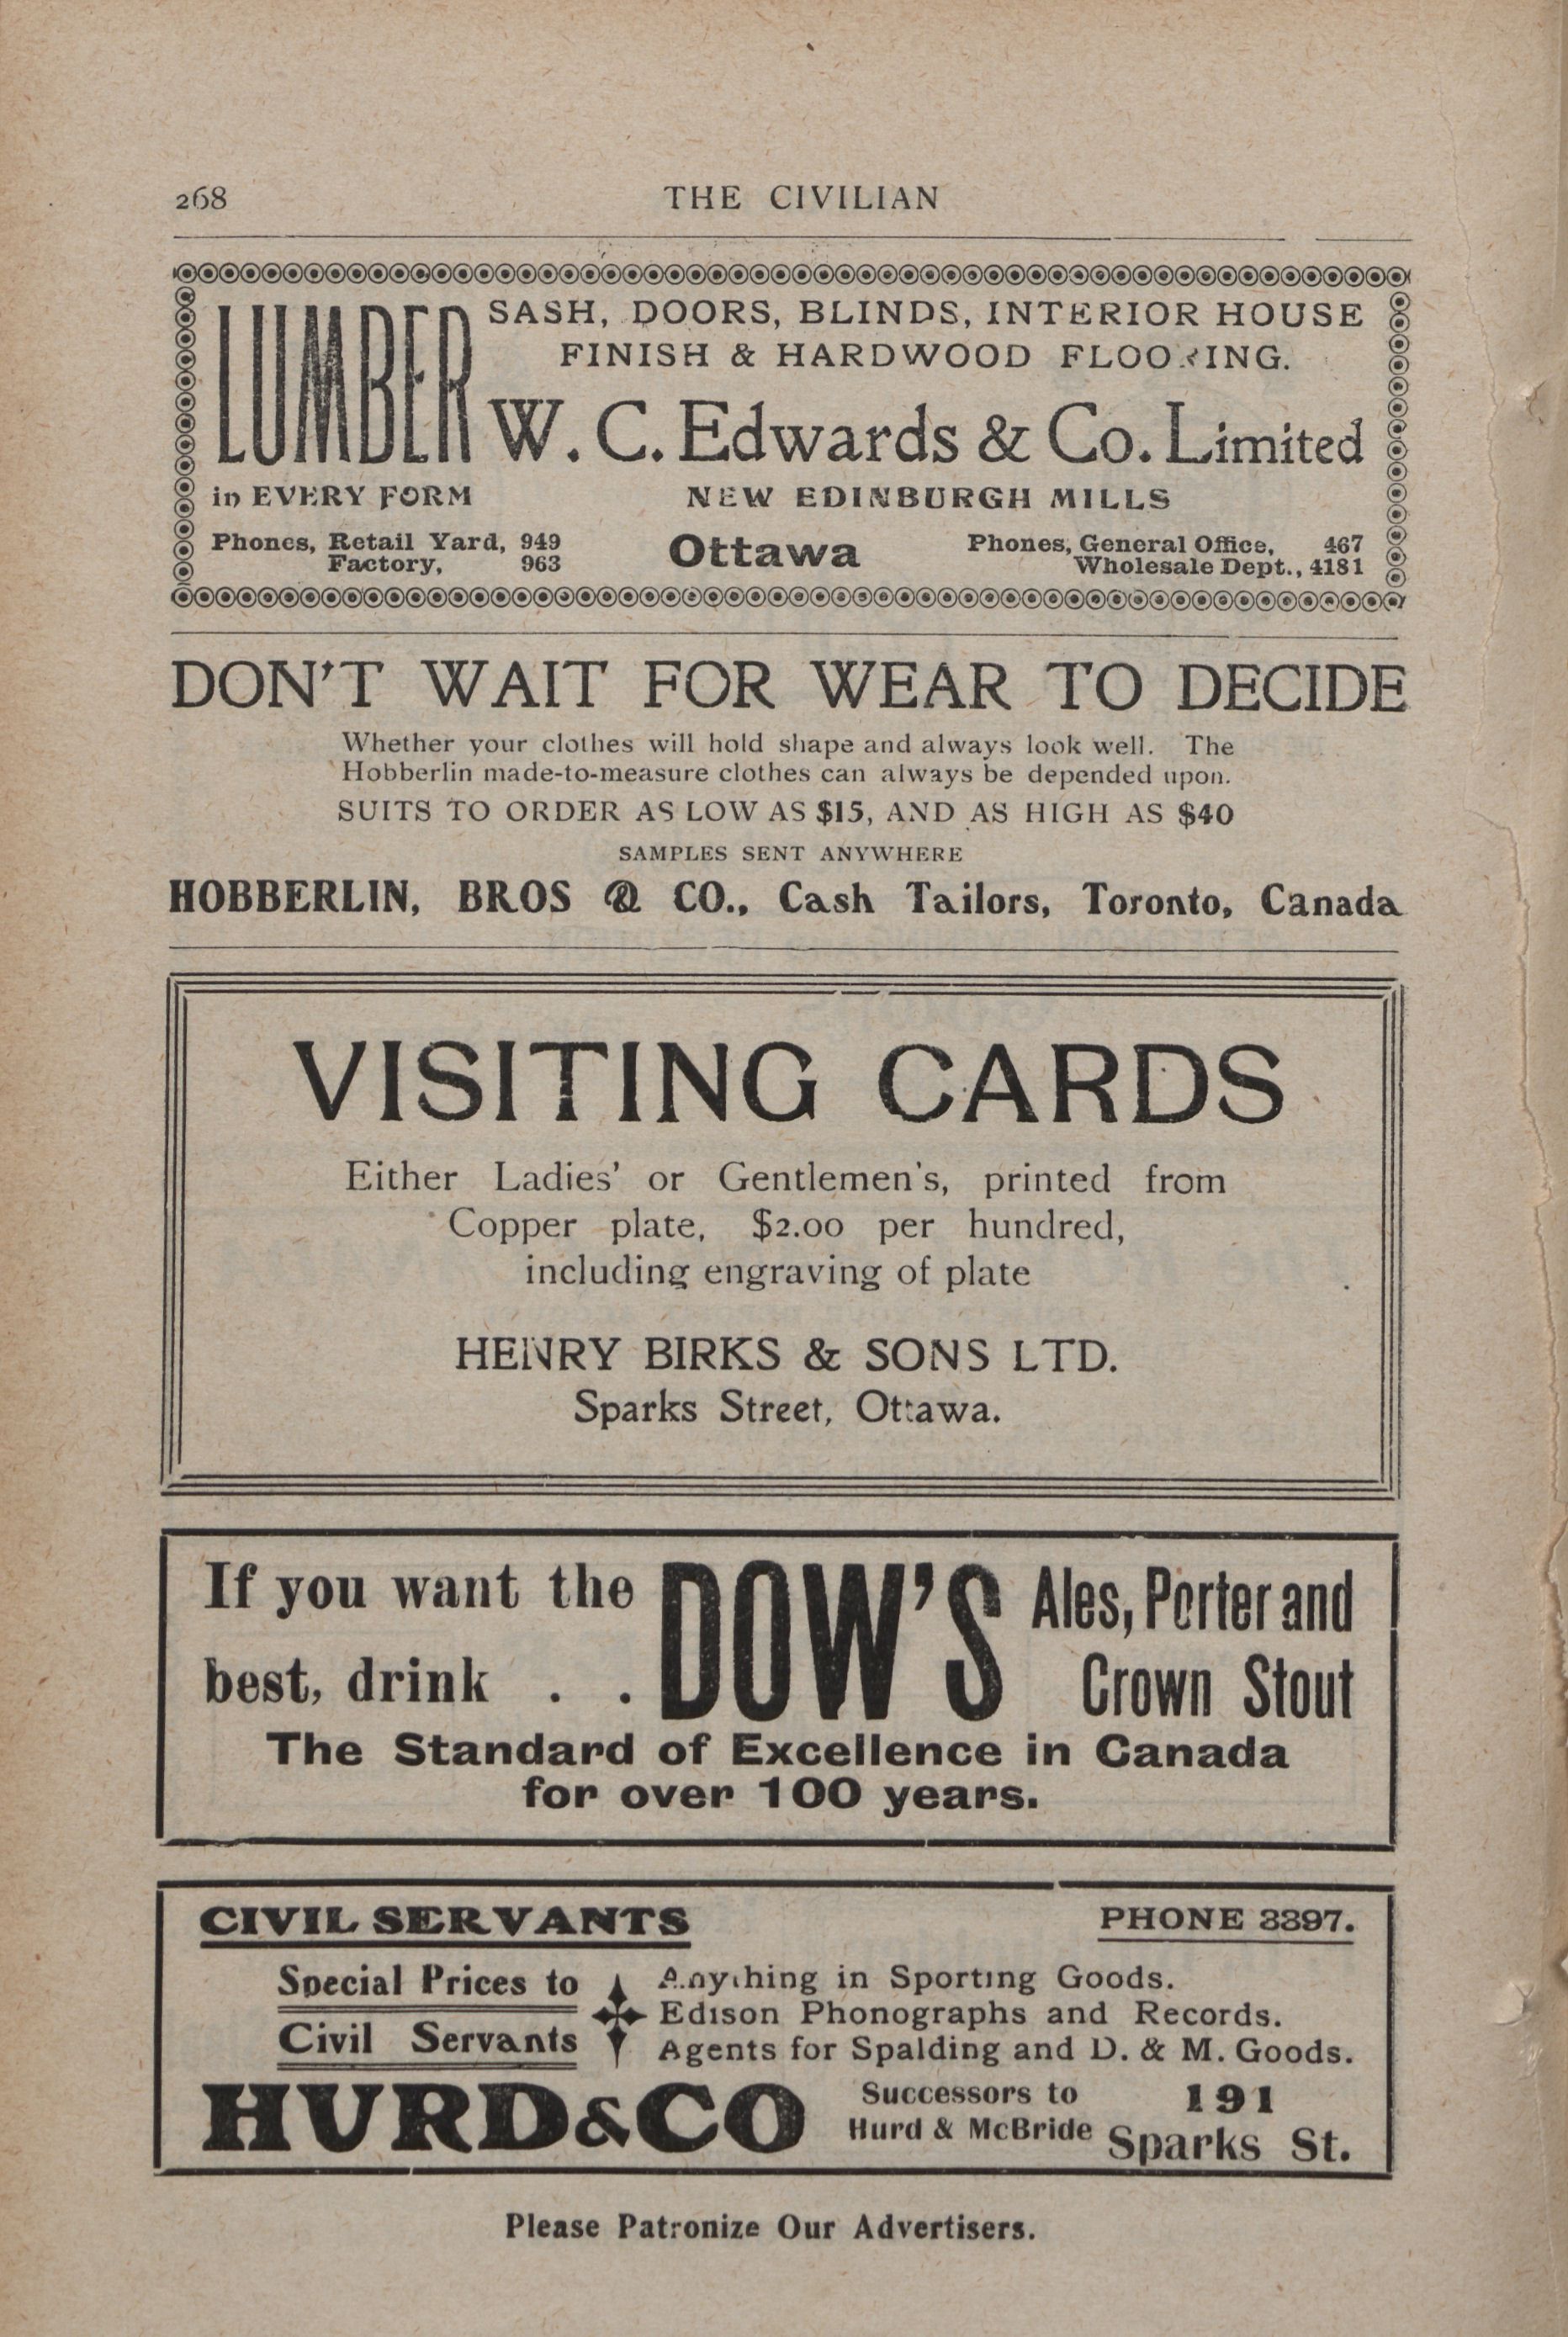 268
THE CIVILIAN
LUMBER
in EVERY FORM
SASH, DOORS, BLINDS, INTERIOR HOUSE
FINISH & HARDWOOD FLOORING.
W. C. Edwards & Co. Limited
NEW EDINBURGH MILLS
Phones, Retail Yard, 949
Factory, 963
Ottawa
Phones, General Office, 467
Wholesale Dept., 4181
DON'T WAIT FOR WEAR TO DECIDE
Whether your clothes will hold shape and always look well. The
Hobberlin made-to-measure clothes can always be depended upon.
SUITS TO ORDER AS LOW AS $15, AND AS HIGH AS $40
SAMPLES SENT ANYWHERE
HOBBERLIN, BROS & CO., Cash Tailors, Toronto, Canada
VISITING CARDS
Either Ladies' or Gentlemen's, printed from
Copper plate, $2.00 per hundred,
including engraving of plate
HENRY BIRKS & SONS LTD.
Sparks Street, Ottawa.
If you want the
best, drink . .
DOW'S
Ales, Porter and
Crown Stout
The Standard of Excellence in Canada
for over 100 years.
CIVIL SERVANTS
PHONE 3397.
Special Prices to
Civil Servants
Anything in Sporting Goods.
Edison Phonographs and Records.
Agents for Spalding and D. & M. Goods.
HURD & CO
Successors to
Hurd & McBride
191
Sparks St.
Please Patronize Our Advertisers.